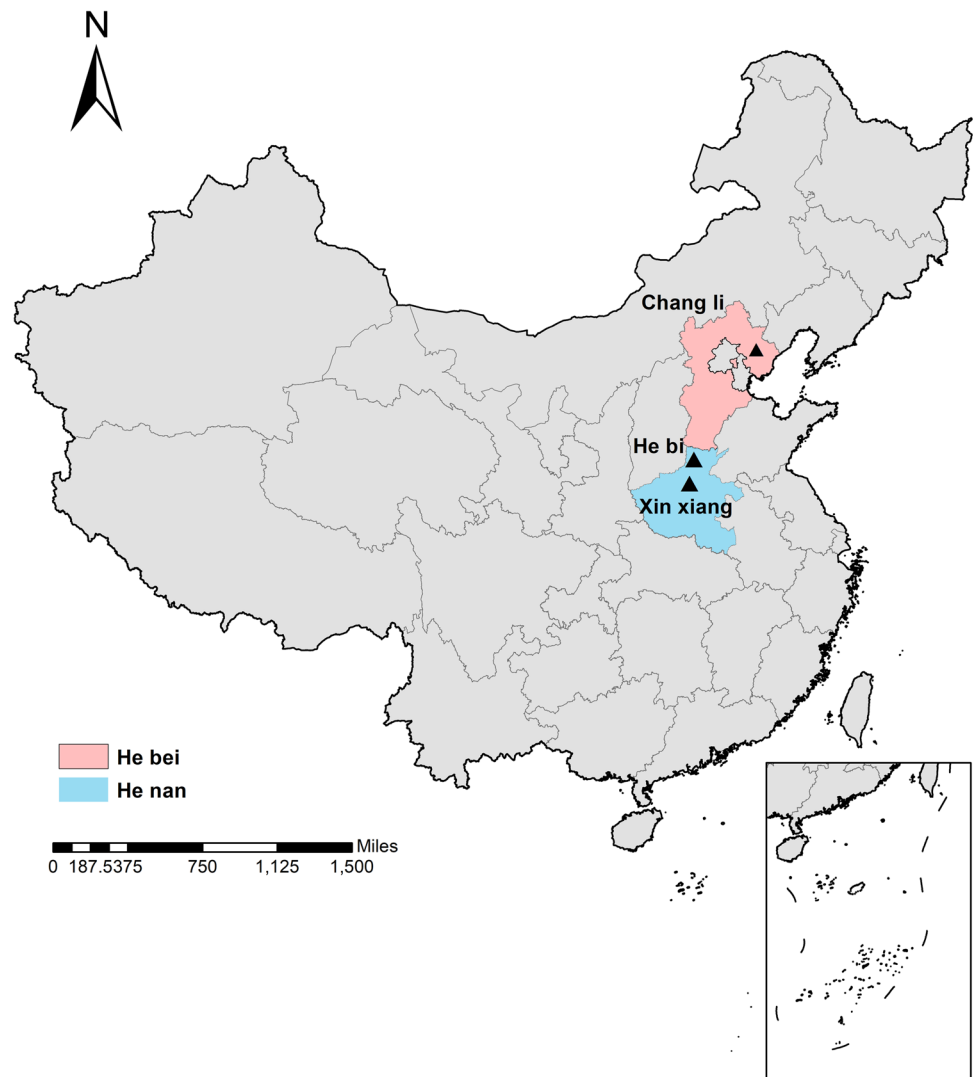 N
Chang li
He bi
Xin xiang
He bei
He nan
Miles
0 187.5375 750 1,125 1,500